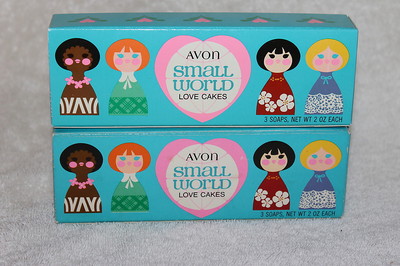 AVON
SMALL
WORLD
LOVE CAKES
3 SOAPS, NET WT 2 OZ EACH
AVON
SMALL
WORLD
LOVE CAKES
3 SOAPS, NET WT 2 OZ EACH